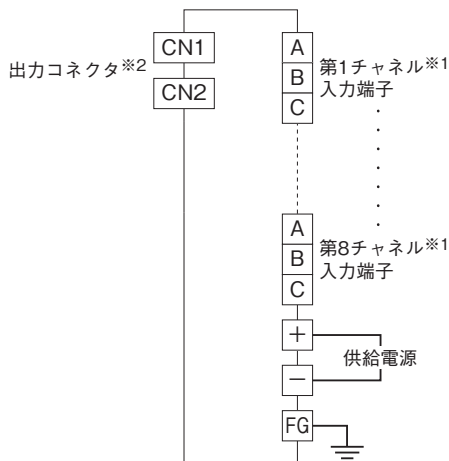 CN1
出力コネクタ※2
CN2
A
B
C
第1チャネル※1
入力端子
A
B
C
第8チャネル※1
入力端子
+
供給電源
−
FG